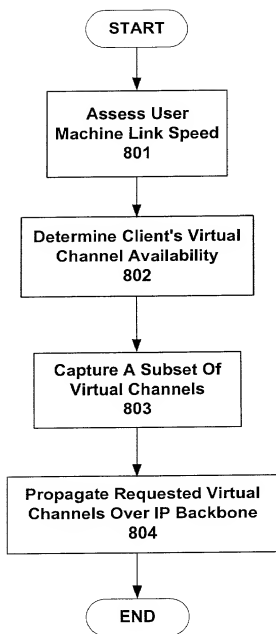 START
Assess User
Machine Link Speed
801
Determine Client's Virtual
Channel Availability
802
Capture A Subset Of
Virtual Channels
803
Propagate Requested Virtual
Channels Over IP Backbone
804
END